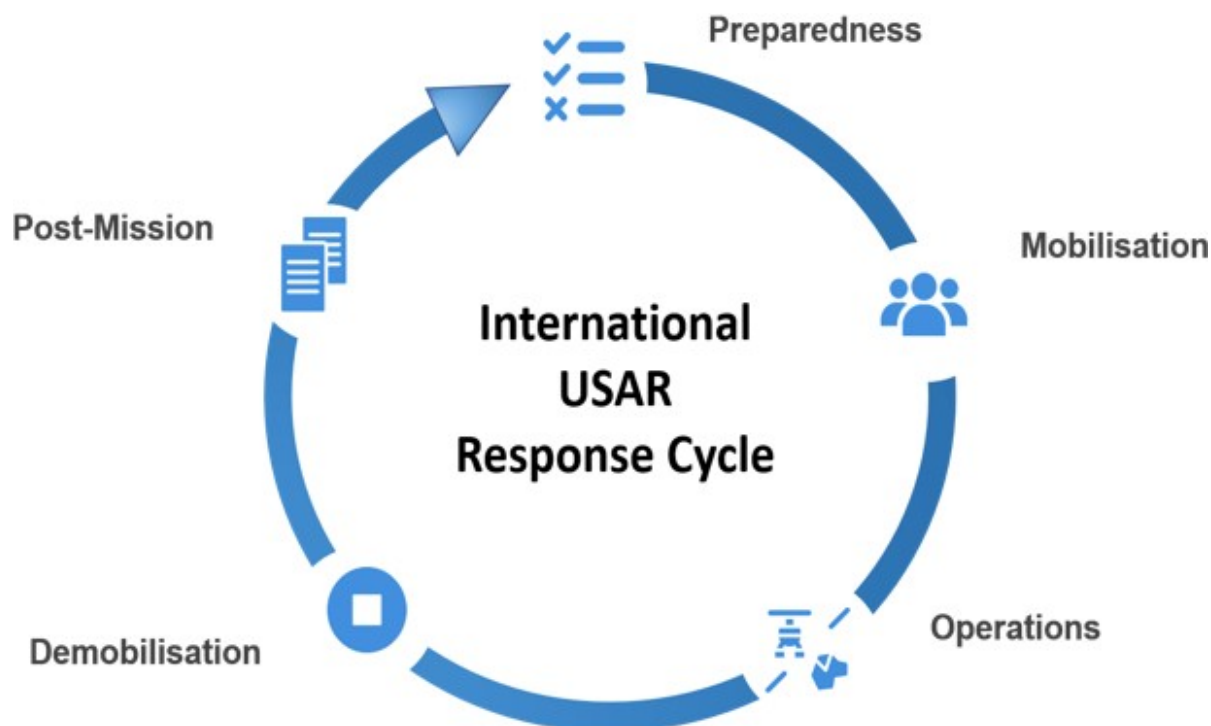 Preparedness
Mobilisation
Operations
Demobilisation
Post-Mission
International
USAR
Response Cycle